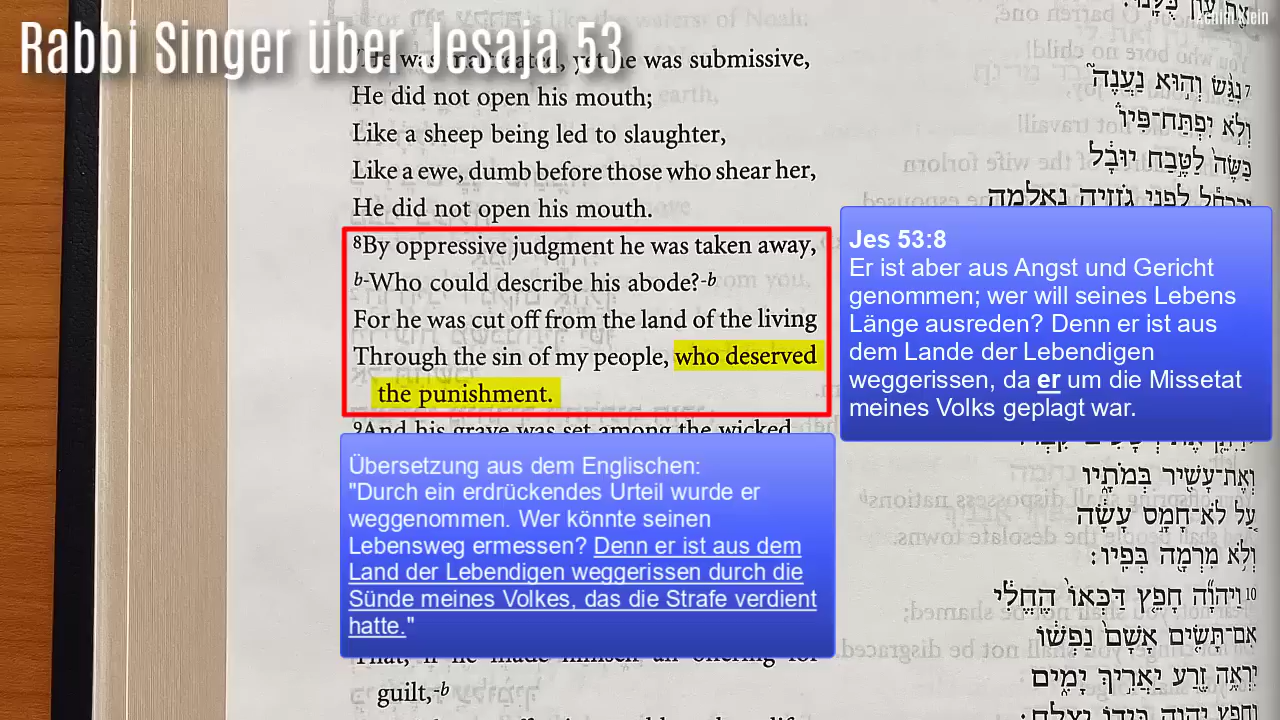 Rabbi Singer über Jesaja 53
Achim Klein
He was maltreated, yet he was submissive,
He did not open his mouth;
Like a sheep being led to slaughter,
Like a ewe, dumb before those who shear her,
He did not open his mouth.
8By oppressive judgment he was taken away,
b-Who could describe his abode?-b
For he was cut off from the land of the living
Through the sin of my people, who deserved
the punishment.
9And his grave was set among the wicked,
guilt,-b
Übersetzung aus dem Englischen:
"Durch ein erdrückendes Urteil wurde er
weggenommen. Wer könnte seinen
Lebensweg ermessen? Denn er ist aus dem
Land der Lebendigen weggerissen durch die
Sünde meines Volkes, das die Strafe verdient
hatte."
Jes 53:8
Er ist aber aus Angst und Gericht
genommen; wer will seines Lebens
Länge ausreden? Denn er ist aus
dem Lande der Lebendigen
weggerissen, da er um die Missetat
meines Volks geplagt war.
7נִגַּשׂ וְהוּא נַעֲנֶה
וְלֹא יִפְתַּח־פִּיו
כַּשֶּׂה לַטֶּבַח יוּבָל
וּכְרָחֵל לִפְנֵי גֹזְזֶיהָ נֶאֱלָמָה
וְאֶת־עָשִׁיר בְּמֹתָיו
עַל לֹא־חָמָס עָשָׂה
וְלֹא מִרְמָה בְּפִיו׃
10וַיהוָה חָפֵץ דַּכְּאוֹ הֶחֱלִי
אִם־תָּשִׂים אָשָׁם נַפְשׁוֹ
יִרְאֶה זֶרַע יַאֲרִיךְ יָמִים